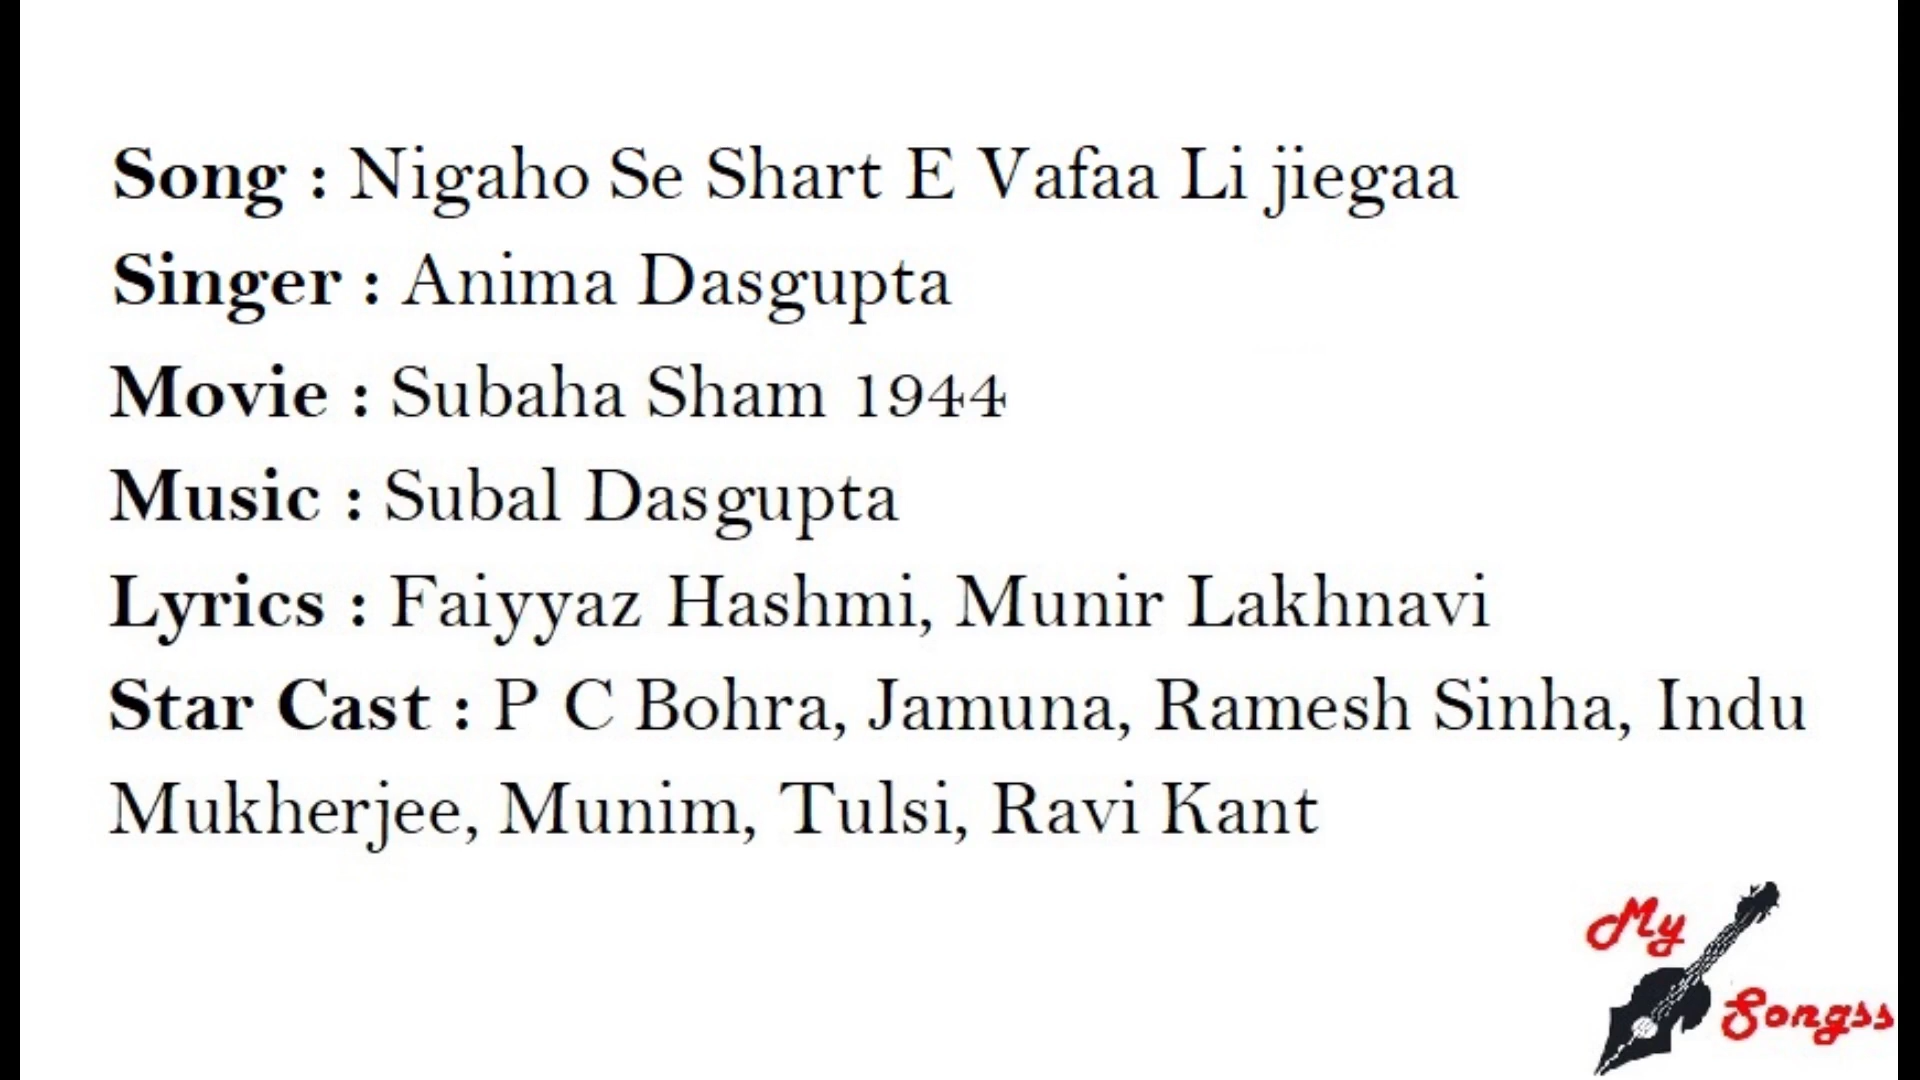 Song : Nigaho Se Shart E Vafaa Li jiegaa
Singer : Anima Dasgupta
Movie : Subaha Sham 1944
Music : Subal Dasgupta
Lyrics : Faiyyaz Hashmi, Munir Lakhnavi
Star Cast : P C Bohra, Jamuna, Ramesh Sinha, Indu
Mukherjee, Munim, Tulsi, Ravi Kant
My
Songss